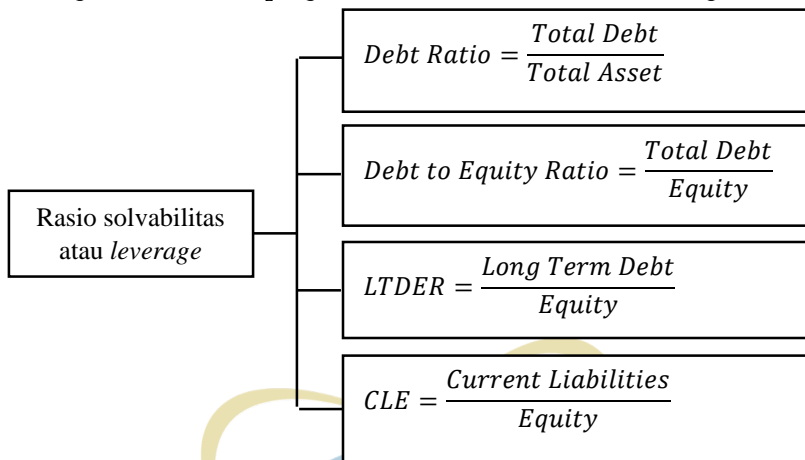 Debt Ratio = Total Debt / Total Asset
Debt to Equity Ratio = Total Debt / Equity
Rasio solvabilitas
atau leverage
LTDER = Long Term Debt / Equity
CLE = Current Liabilities / Equity